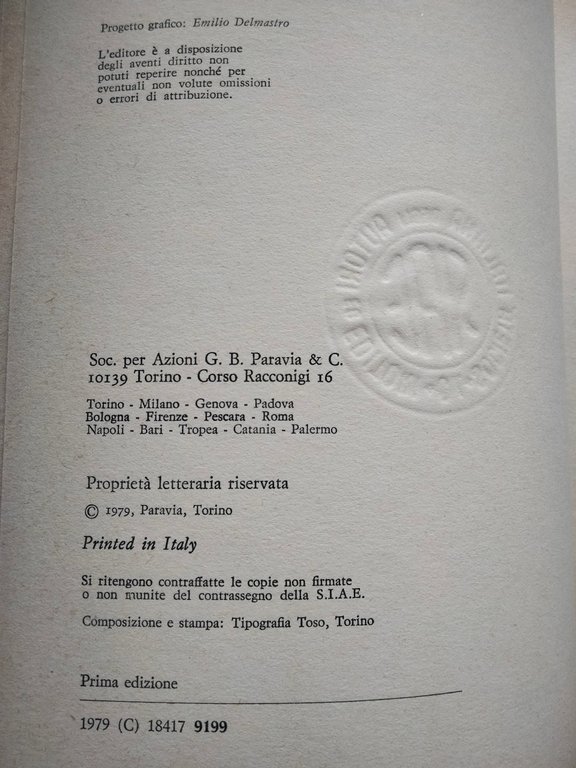 Progetto grafico: Emilio Delmastro
L'editore è a disposizione
degli aventi diritto non
potuti reperire nonché per
eventuali non volute omissioni
o errori di attribuzione.
Soc. per Azioni G. B. Paravia & C.
10139 Torino - Corso Racconigi 16
Torino - Milano - Genova - Padova
Bologna - Firenze - Pescara - Roma
Napoli - Bari - Tropea - Catania - Palermo
Proprietà letteraria riservata
© 1979, Paravia, Torino
Printed in Italy
Si ritengono contraffatte le copie non firmate
o non munite del contrassegno della S.I.A.E.
Composizione e stampa: Tipografia Toso, Torino
Prima edizione
1979 (C) 18417 9199